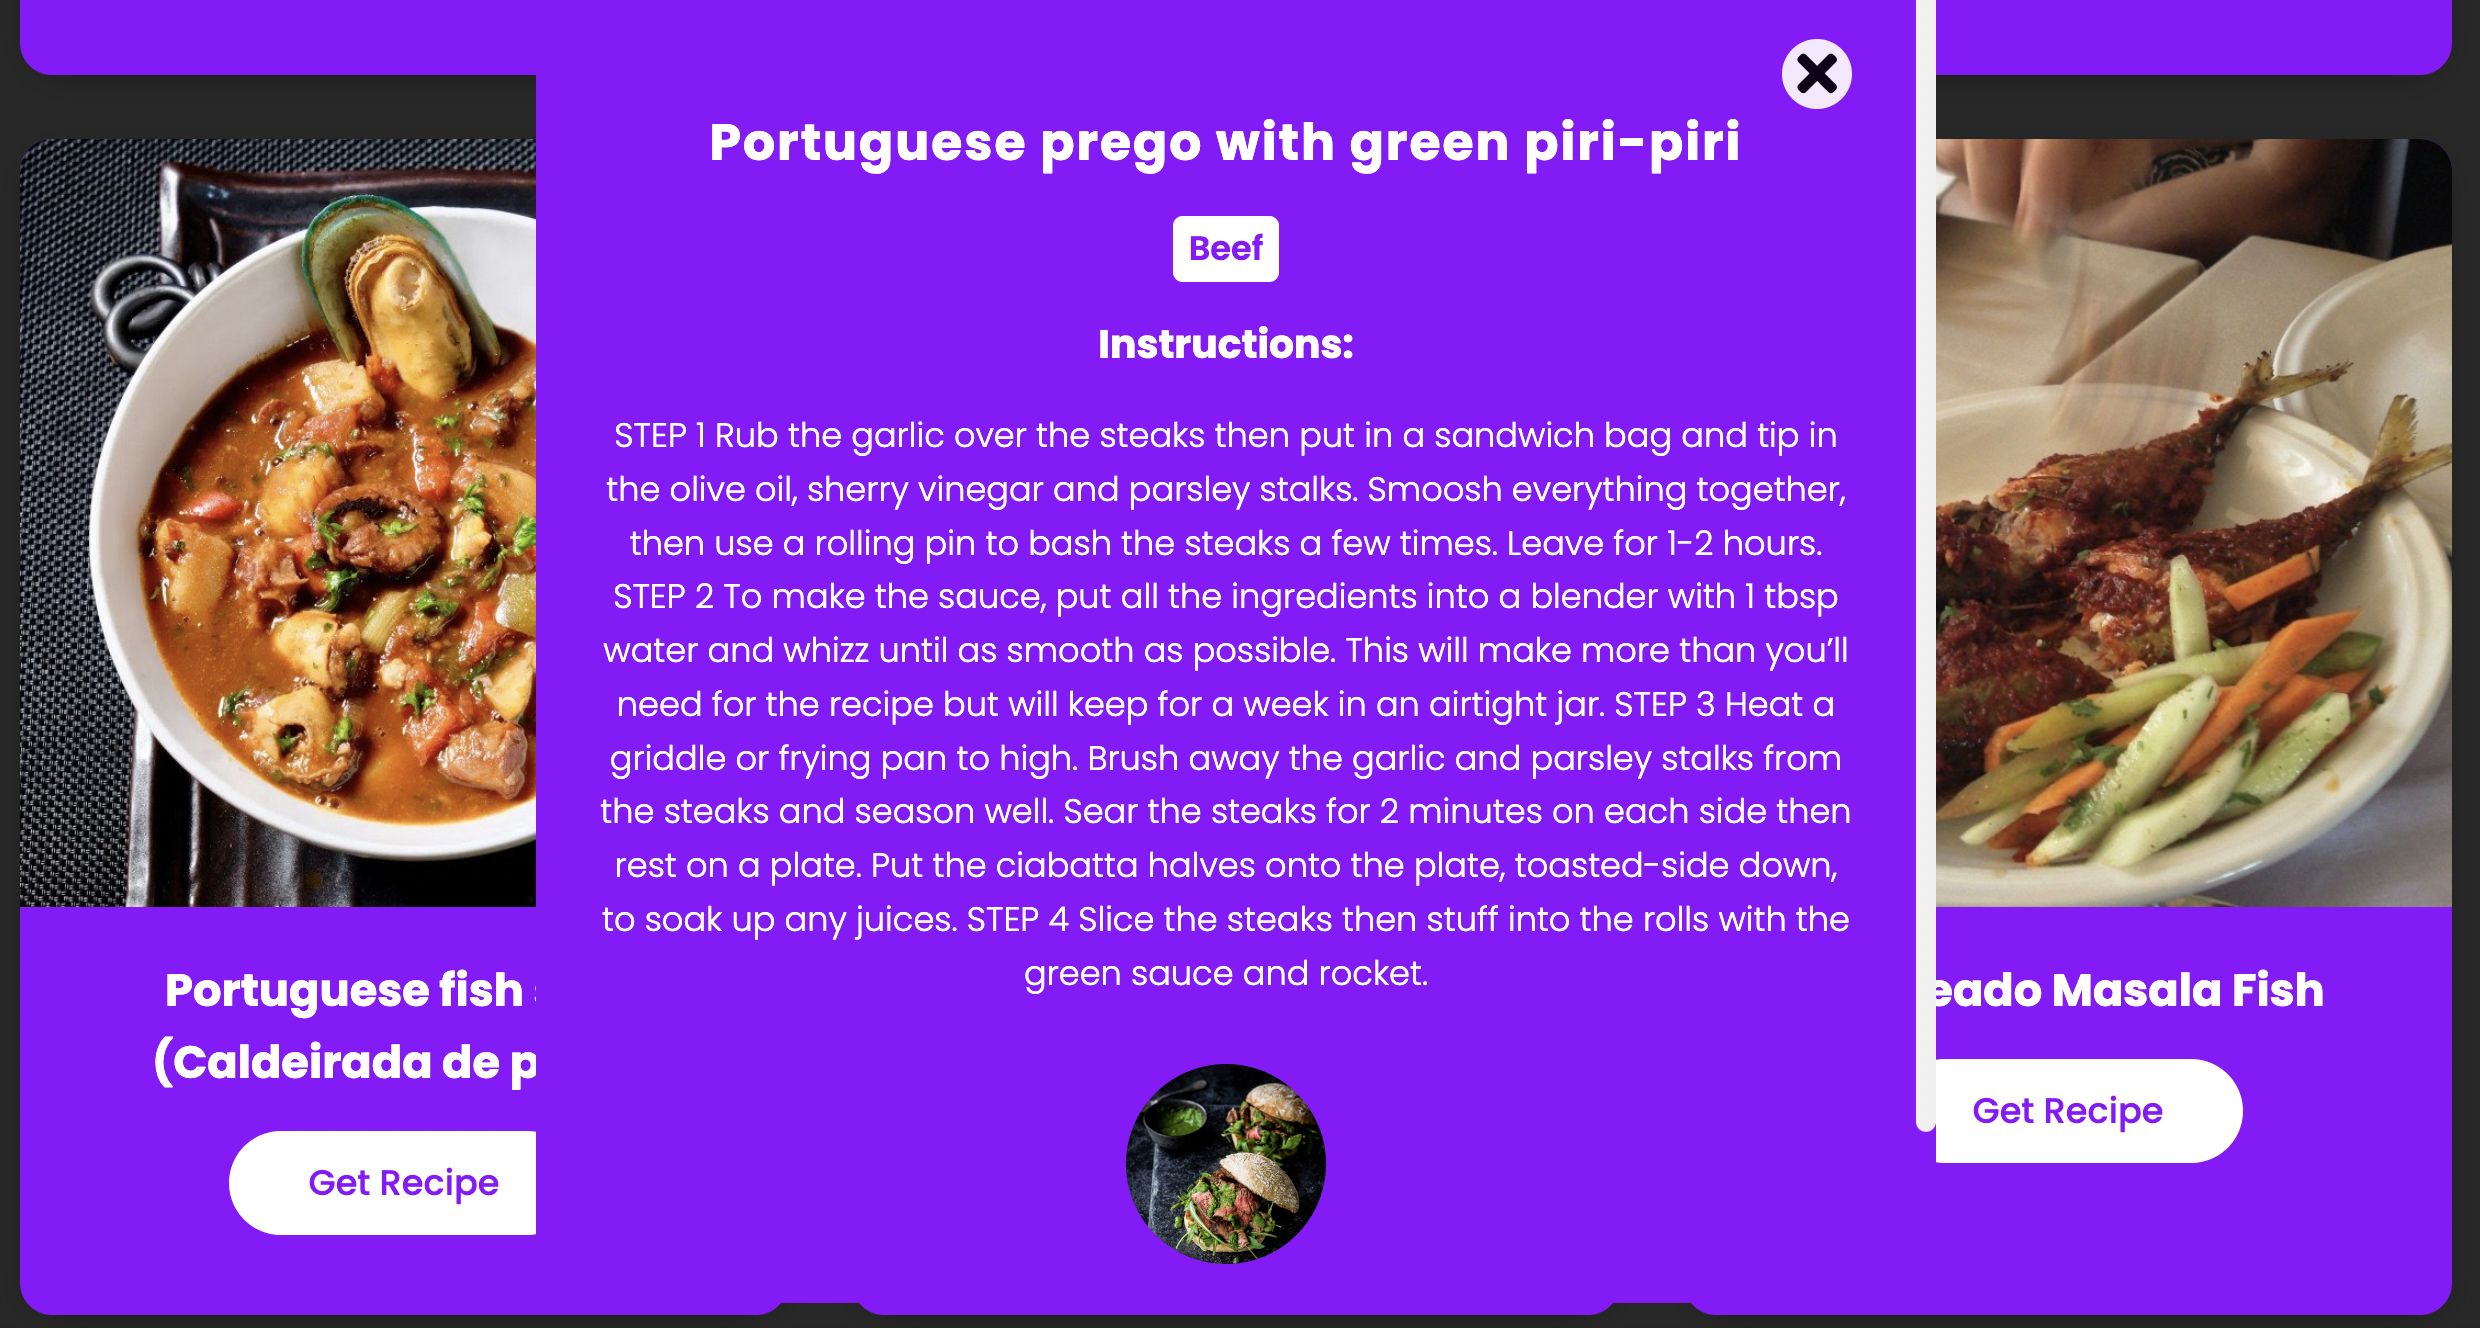 Portuguese prego with green piri-piri
Beef
Instructions:
STEP 1 Rub the garlic over the steaks then put in a sandwich bag and tip in
the olive oil, sherry vinegar and parsley stalks. Smoosh everything together,
then use a rolling pin to bash the steaks a few times. Leave for 1-2 hours.
STEP 2 To make the sauce, put all the ingredients into a blender with 1 tbsp
water and whizz until as smooth as possible. This will make more than you’ll
need for the recipe but will keep for a week in an airtight jar. STEP 3 Heat a
griddle or frying pan to high. Brush away the garlic and parsley stalks from
the steaks and season well. Sear the steaks for 2 minutes on each side then
rest on a plate. Put the ciabatta halves onto the plate, toasted-side down,
to soak up any juices. STEP 4 Slice the steaks then stuff into the rolls with the
green sauce and rocket.
Portuguese fish
(Caldeirada de p
Get Recipe
eado Masala Fish
Get Recipe